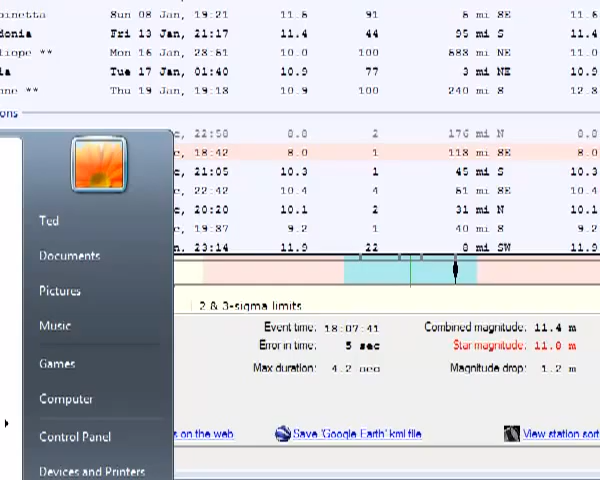 Sun 08 Jan, 19:21 11.6 91 6 mi SE 11.6
donia Fri 13 Jan, 21:17 11.4 44 95 mi S 11.4
liope ** Mon 16 Jan, 10.0 100 mi NE 11.0
la Tue 17 Jan, 01:40 10.9 77 3 mi NE 10.9
nne ** Thu 19 Jan, 19:18 10.9 100 240 mi S 12.8
ons
c, 22:50 8.0 2 176 mi N 8.0
c, 18:42 8.0 1 118 mi SE 8.0
c, 21:05 10.3 1 45 mi S 10.3
c, 22:42 10.4 4 mi SE 10.4
c, 20:20 10.1 2 31 mi N 10.1
c, 19:37 9.2 1 40 mi S 9.2
n, 23:14 11.9 22 0 mi SW 11.9
Ted
Documents
Pictures
Music
Games
Computer
Control Panel
Devices and Printers
2 & 3-sigma limits
Event time: 18:07:41 Combined magnitude: 11.4 m
Error in time: 5 sec Star magnitude: 11.0 m
Max duration: 4.2 sec Magnitude drop: 1.2 m
s on the web Save 'Google Earth' kml file View station sort